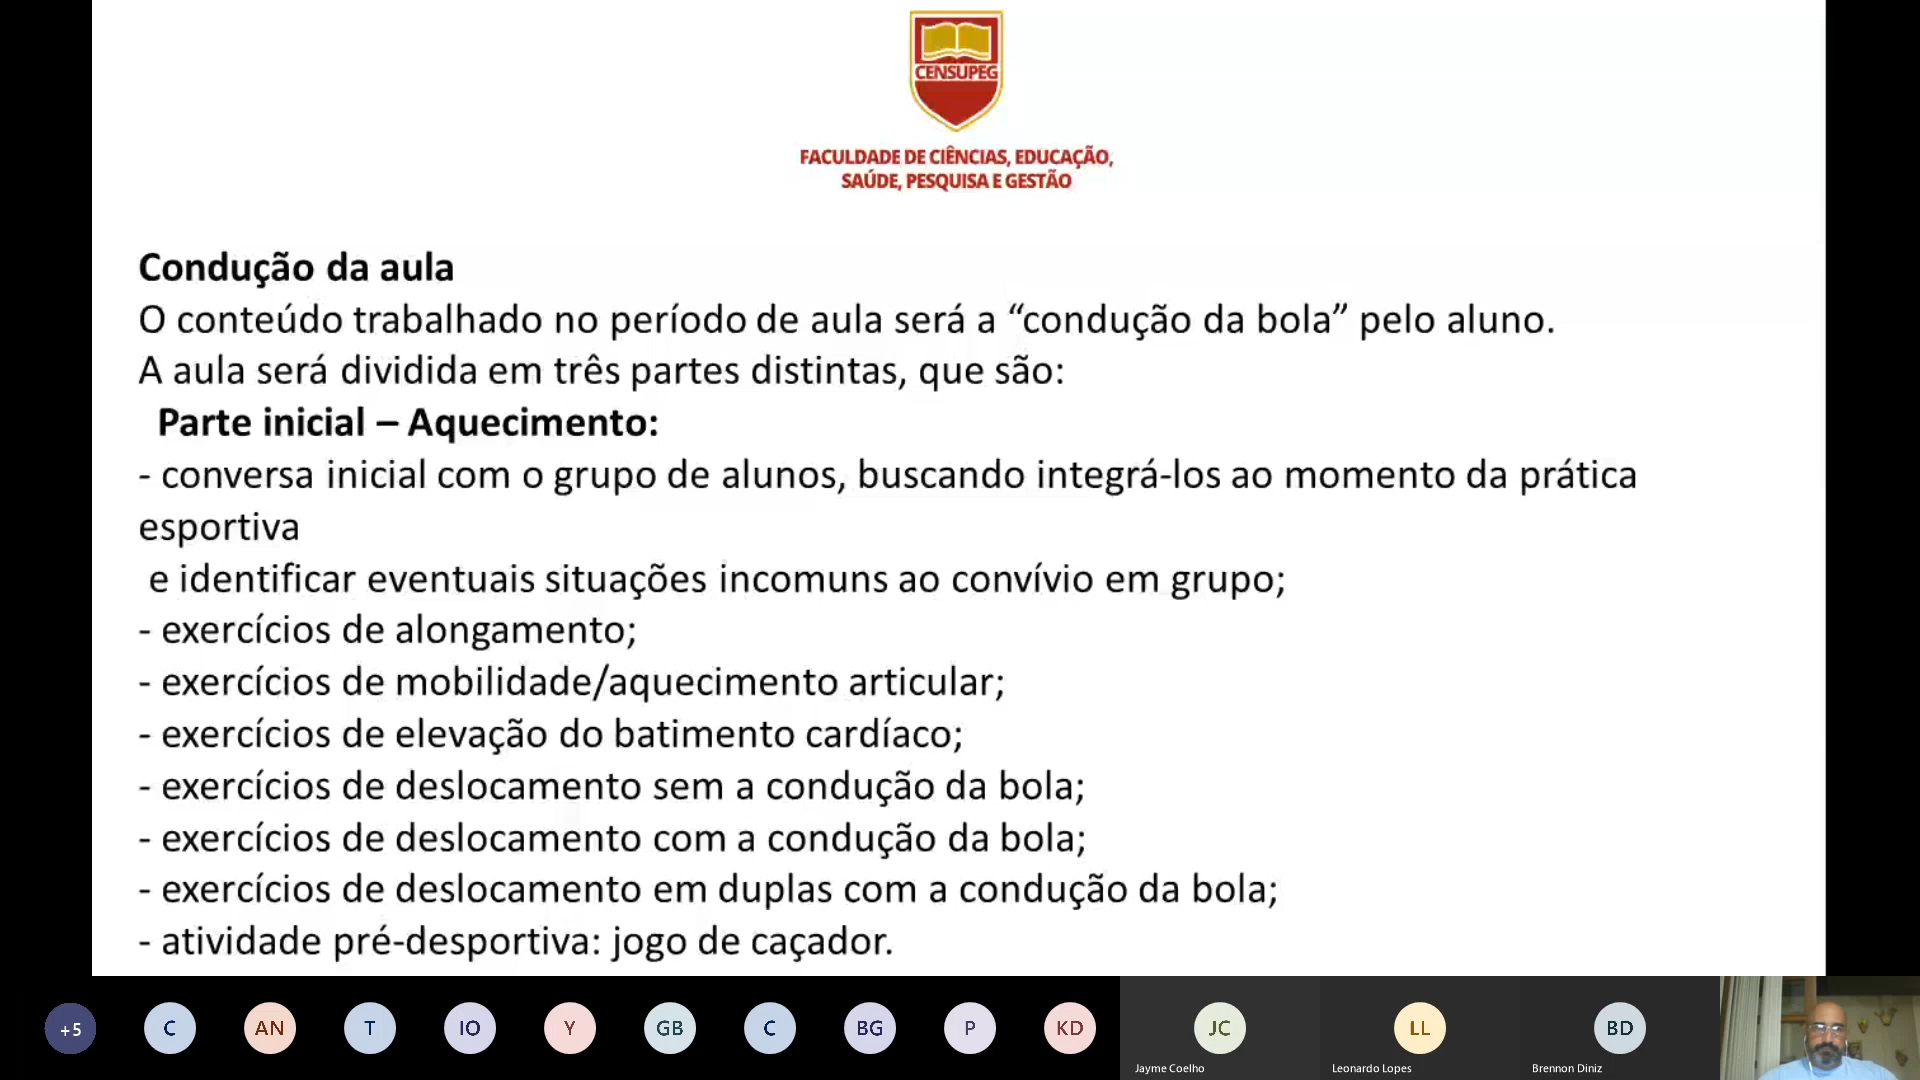 CENSUPEG
FACULDADE DE CIÊNCIAS, EDUCAÇÃO,
SAÚDE, PESQUISA E GESTÃO
Condução da aula
O conteúdo trabalhado no período de aula será a “condução da bola” pelo aluno.
A aula será dividida em três partes distintas, que são:
Parte inicial – Aquecimento:
- conversa inicial com o grupo de alunos, buscando integrá-los ao momento da prática
esportiva
e identificar eventuais situações incomuns ao convívio em grupo;
- exercícios de alongamento;
- exercícios de mobilidade/aquecimento articular;
- exercícios de elevação do batimento cardíaco;
- exercícios de deslocamento sem a condução da bola;
- exercícios de deslocamento com a condução da bola;
- exercícios de deslocamento em duplas com a condução da bola;
- atividade pré-desportiva: jogo de caçador.
+5 C AN T IO Y GB C BG P KD JC LL BD
Jayme Coelho Leonardo Lopes Brennon Diniz